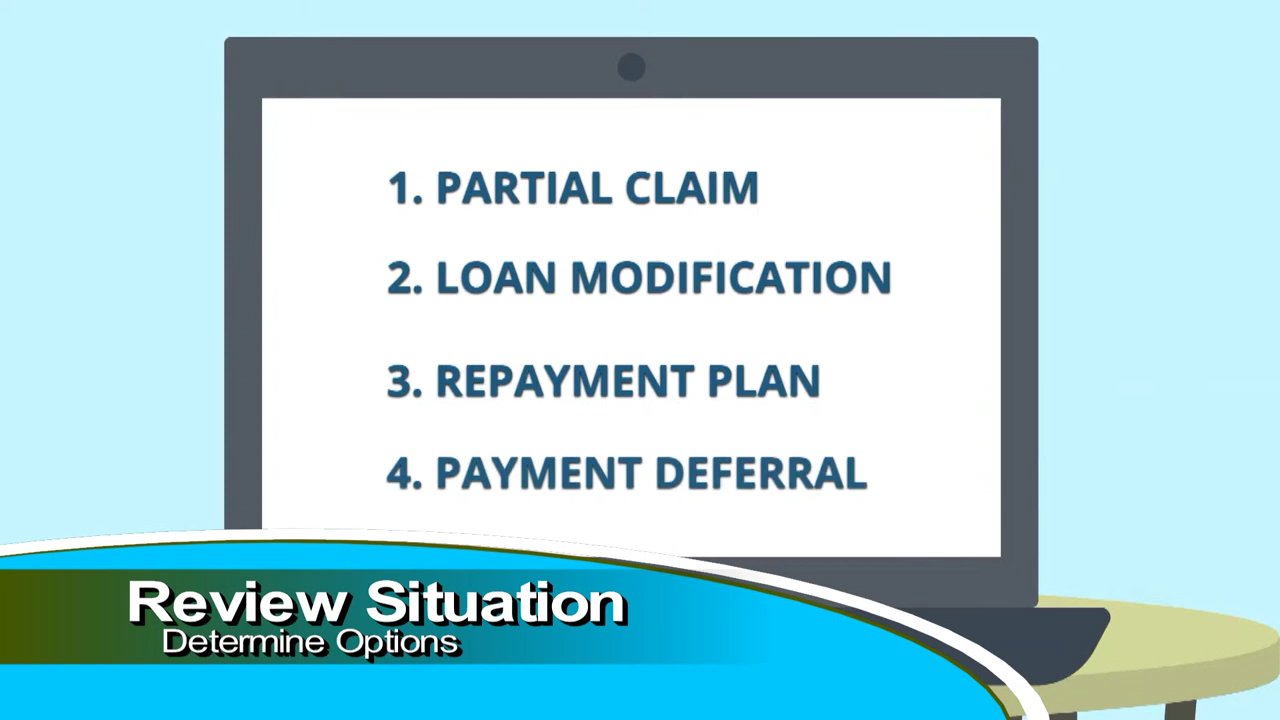 1. PARTIAL CLAIM
2. LOAN MODIFICATION
3. REPAYMENT PLAN
4. PAYMENT DEFERRAL
Review Situation
Determine Options